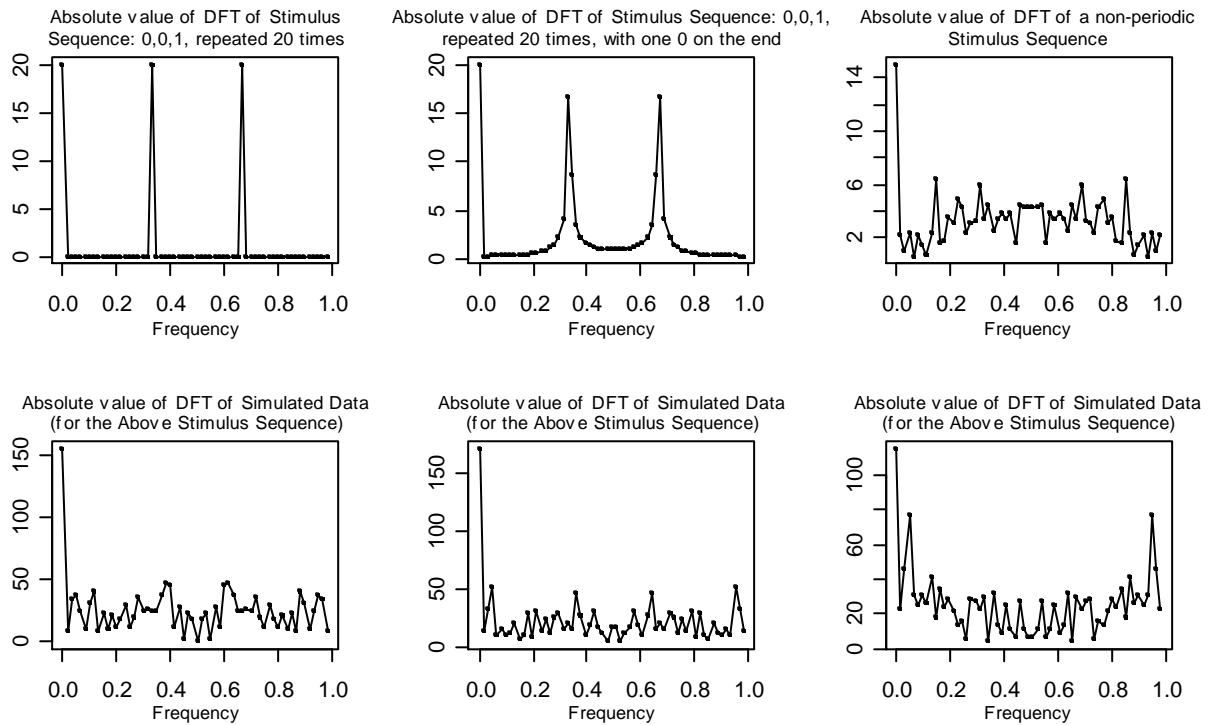 Absolute value of DFT of Stimulus
Sequence: 0,0,1, repeated 20 times
20
15
10
5
0
0.0 0.2 0.4 0.6 0.8 1.0
Frequency
Absolute value of DFT of Stimulus Sequence: 0,0,1,
repeated 20 times, with one 0 on the end
20
15
10
5
0
0.0 0.2 0.4 0.6 0.8 1.0
Frequency
Absolute value of DFT of a non-periodic
Stimulus Sequence
14
10
6
2
0.0 0.2 0.4 0.6 0.8 1.0
Frequency
Absolute value of DFT of Simulated Data
(for the Above Stimulus Sequence)
150
100
50
0
0.0 0.2 0.4 0.6 0.8 1.0
Frequency
Absolute value of DFT of Simulated Data
(for the Above Stimulus Sequence)
150
100
50
0
0.0 0.2 0.4 0.6 0.8 1.0
Frequency
Absolute value of DFT of Simulated Data
(for the Above Stimulus Sequence)
100
60
20
0
0.0 0.2 0.4 0.6 0.8 1.0
Frequency